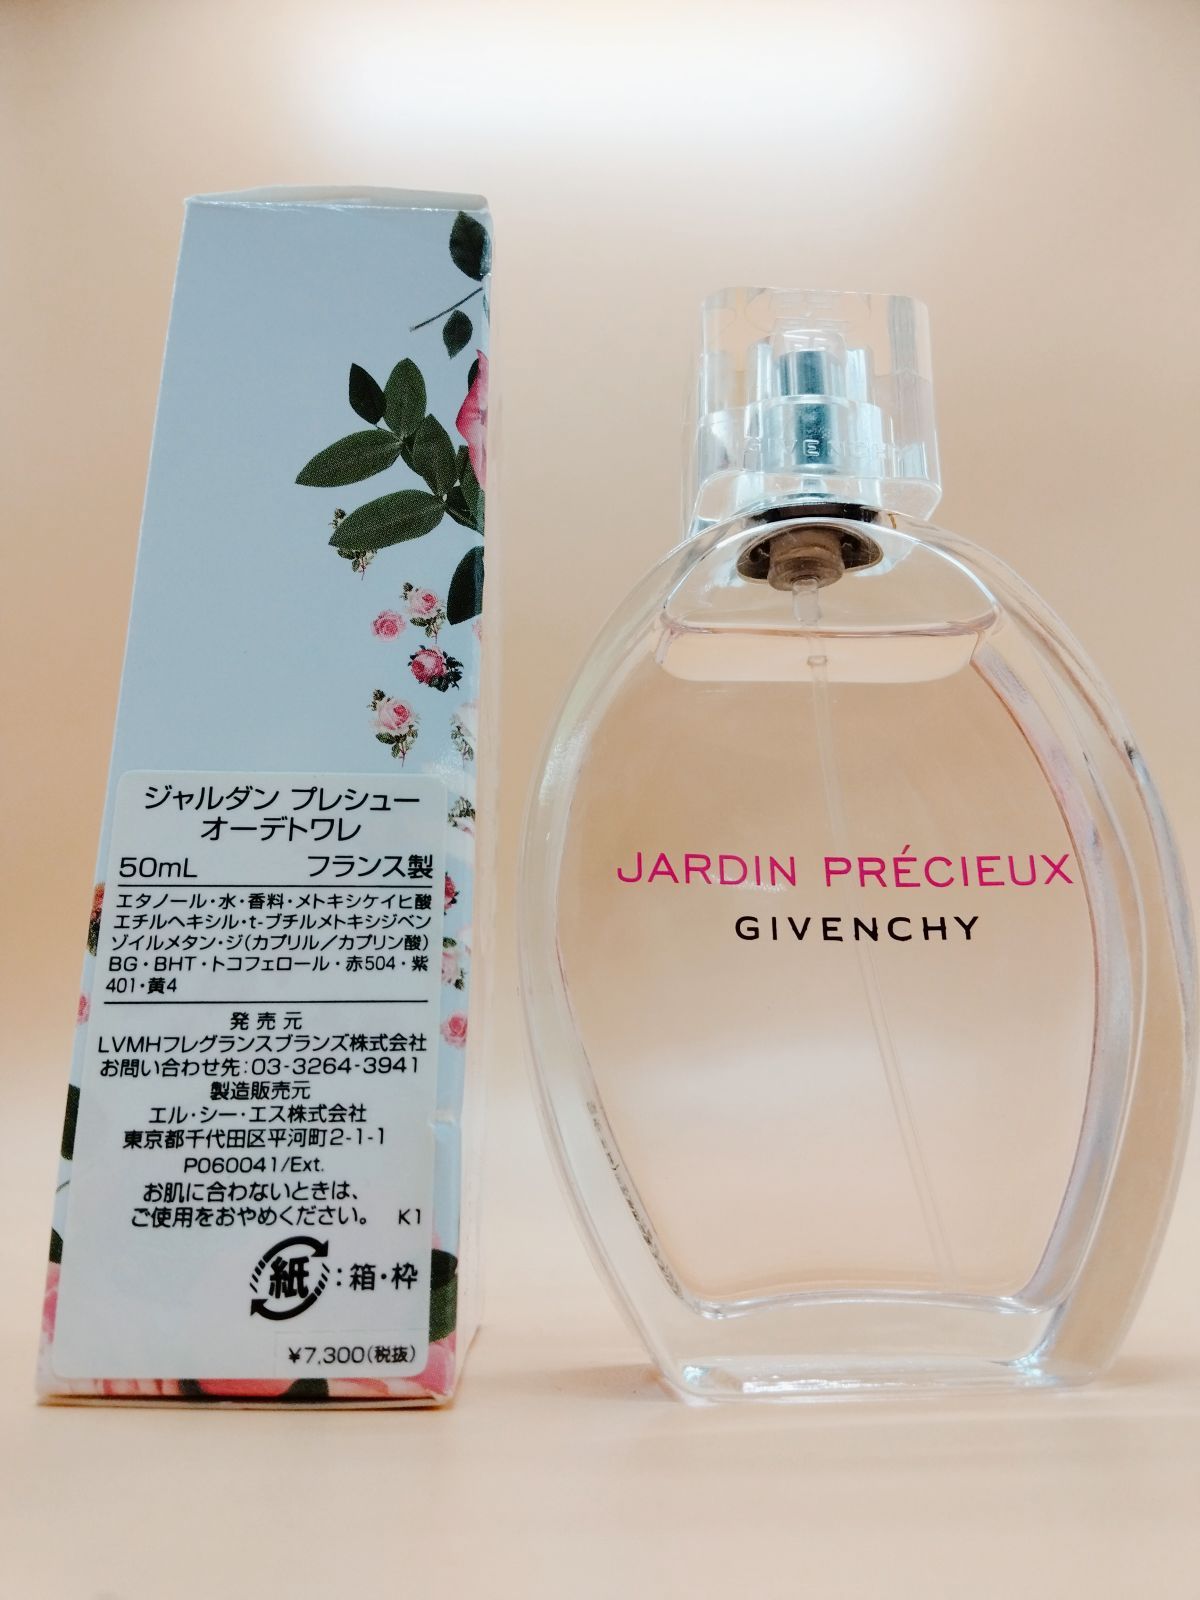 ジャルダン プレシュー
オーデトワレ
50mL フランス製
エタノール・水・香料・メトキシケイヒ酸
エチルヘキシル・t-ブチルメトキシジベン
ゾイルメタン・ジ(カプリル/カプリン酸)
BG・BHT・トコフェロール・赤504・紫
401・黄4
発売元
LVMHフレグランスブランズ株式会社
お問い合わせ先:03-3264-3941
製造販売元
エル・シー・エス株式会社
東京都千代田区平河町2-1-1
P060041/Ext.
お肌に合わないときは、
ご使用をおやめください。 K1
紙:箱・枠
¥7,300(税抜)
GIVENCHY
JARDIN PRÉCIEUX
GIVENCHY